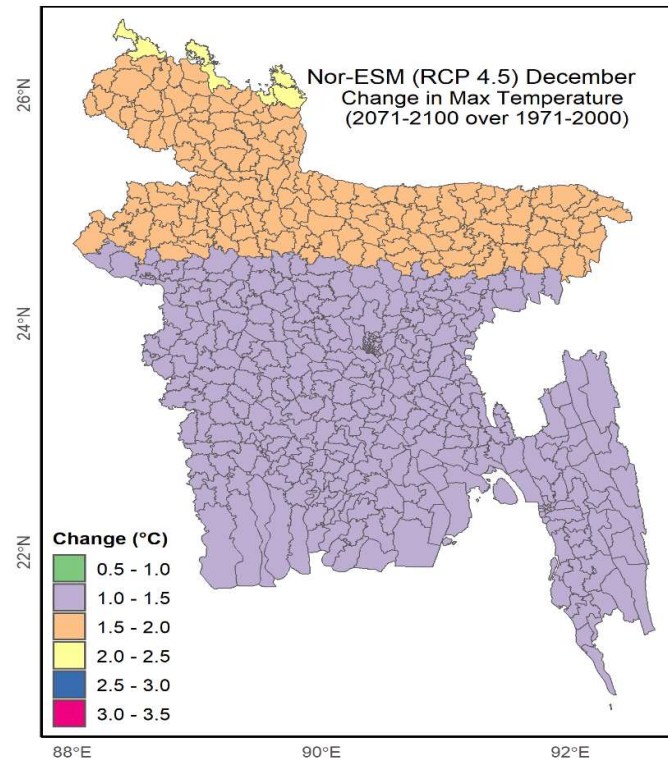 Nor-ESM (RCP 4.5) December
Change in Max Temperature
(2071-2100 over 1971-2000)
26°N
24°N
22°N
Change (°C)
0.5 - 1.0
1.0 - 1.5
1.5 - 2.0
2.0 - 2.5
2.5 - 3.0
3.0 - 3.5
88°E
90°E
92°E